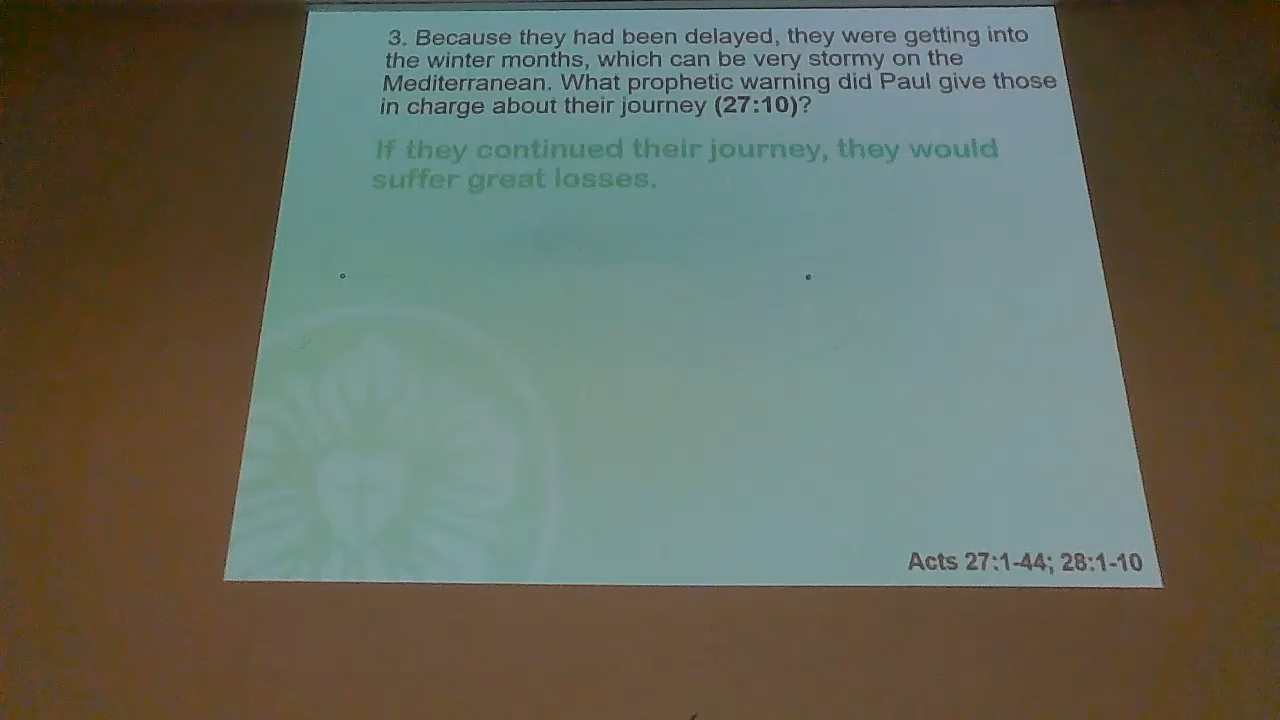 3. Because they had been delayed, they were getting into
the winter months, which can be very stormy on the
Mediterranean. What prophetic warning did Paul give those
in charge about their journey (27:10)?
If they continued their journey, they would
suffer great losses.
Acts 27:1-44; 28:1-10